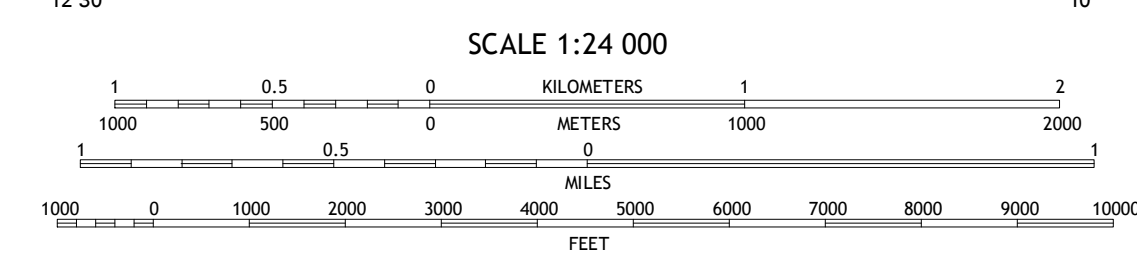 12'30" 10'
SCALE 1:24 000
1 0.5 0 KILOMETERS 1 2
1000 500 0 METERS 1000 2000
1 0.5 0 1
MILES
1000 0 1000 2000 3000 4000 5000 6000 7000 8000 9000 10000
FEET